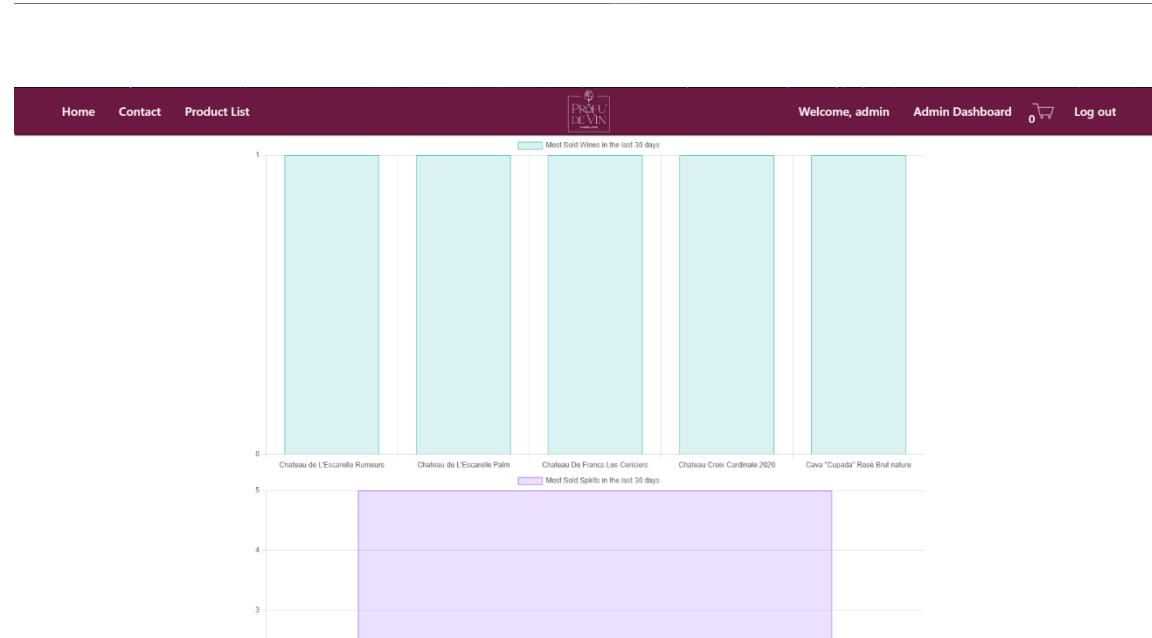 Home Contact Product List PROFU' DE VIN Welcome, admin Admin Dashboard 0 Log out
Most Sold Wines in the last 30 days
1
0
Chateau de L'Escarelle Rumeurs Chateau de L'Escarelle Palm Chateau De Francs Les Cerisiers Chateau Croix Cardinale 2020 Cava "Cupada" Rosè Brut nature
Most Sold Spirits in the last 30 days
5
4
3